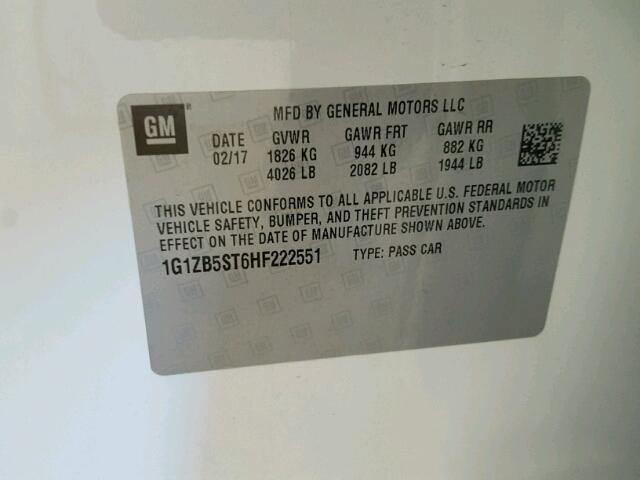 MFD BY GENERAL MOTORS LLC
GM
DATE GVWR GAWR FRT GAWR RR
02/17 1826 KG 944 KG 882 KG
4026 LB 2082 LB 1944 LB
THIS VEHICLE CONFORMS TO ALL APPLICABLE U.S. FEDERAL MOTOR
VEHICLE SAFETY, BUMPER, AND THEFT PREVENTION STANDARDS IN
EFFECT ON THE DATE OF MANUFACTURE SHOWN ABOVE.
1G1ZB5ST6HF222551 TYPE: PASS CAR